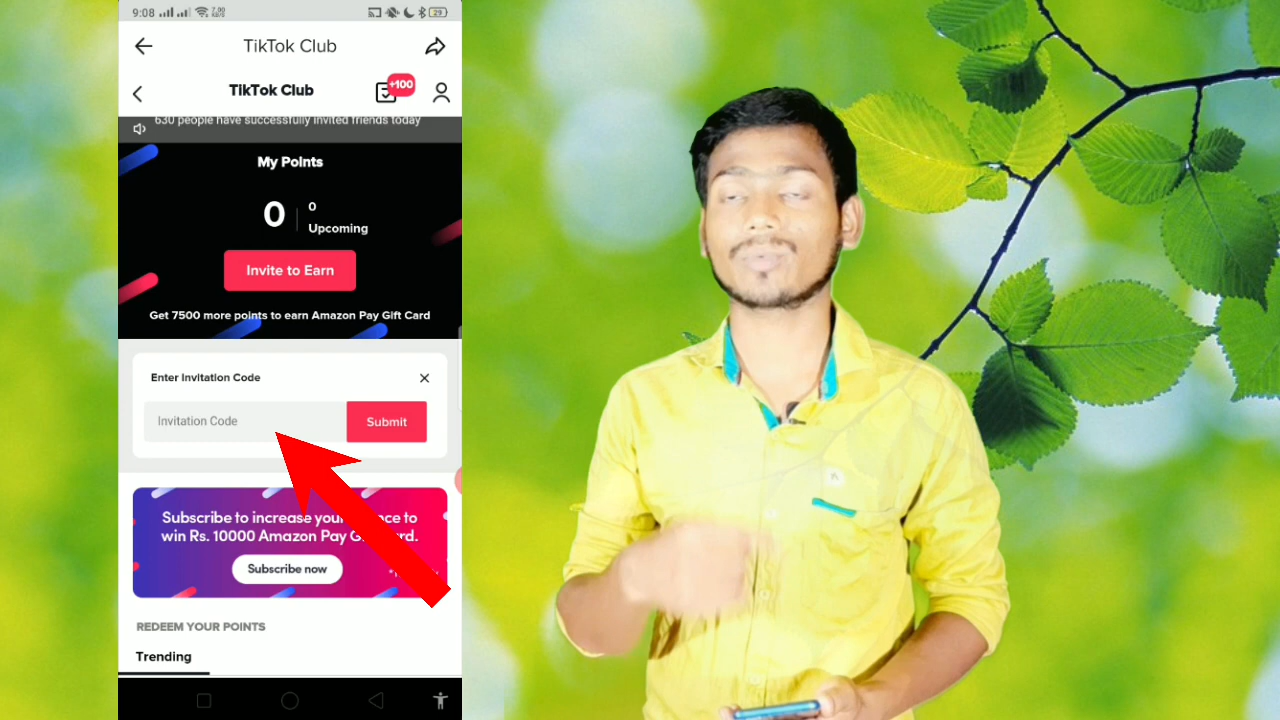 9:08
29
TikTok Club
TikTok Club
+100
630 people have successfully invited friends today
My Points
0
0
Upcoming
Invite to Earn
Get 7500 more points to earn Amazon Pay Gift Card
Enter Invitation Code
Invitation Code
Submit
Subscribe to increase your
to
win Rs. 10000 Amazon Pay
Subscribe now
REDEEM YOUR POINTS
Trending